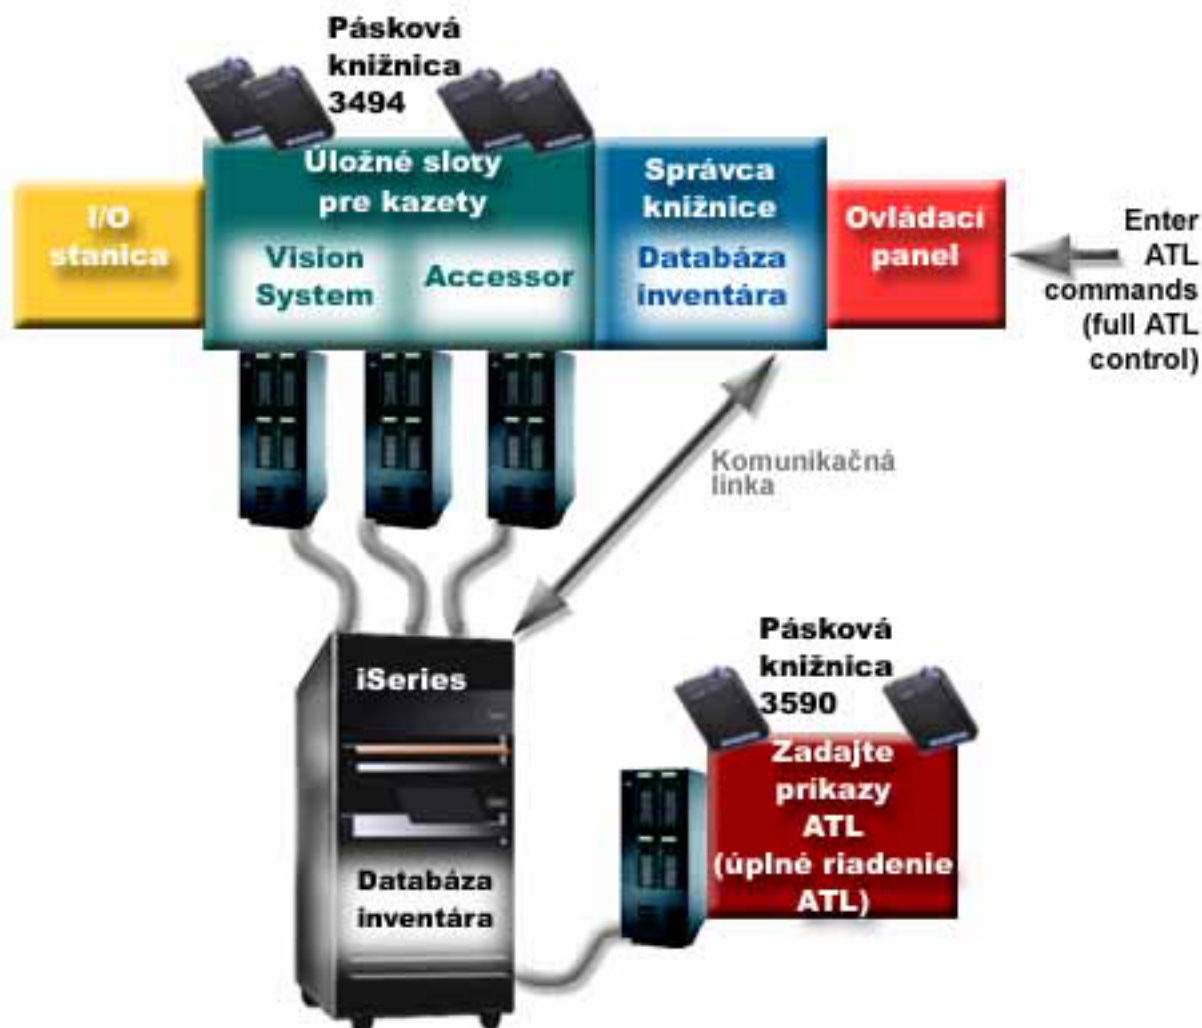 Pásková
knižnica
3494
Úložné sloty
pre kazety
Vision
System
Accessor
I/O
stanica
Správca
knižnice
Databáza
inventára
Ovládací
panel
Enter
ATL
commands
(full ATL
control)
Komunikačná
linka
iSeries
Databáza
inventára
Pásková
knižnica
3590
Zadajte
príkazy
ATL
(úplné riadenie
ATL)